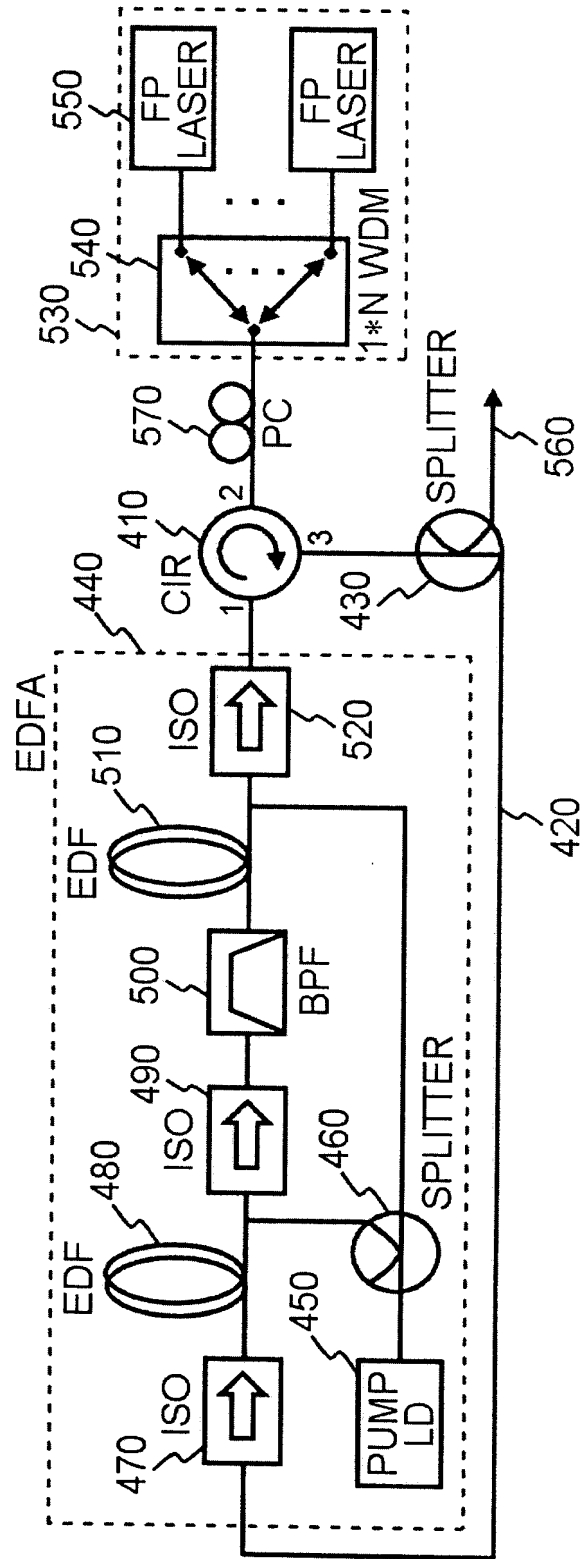 EDFA
440
470
ISO
EDF
480
490
ISO
500
BPF
EDF
510
ISO
520
PUMP
LD
450
460
SPLITTER
CIR
410
1
2
3
570
PC
530
540
550
FP
LASER
. . .
. . .
FP
LASER
1*N WDM
SPLITTER
430
560
420